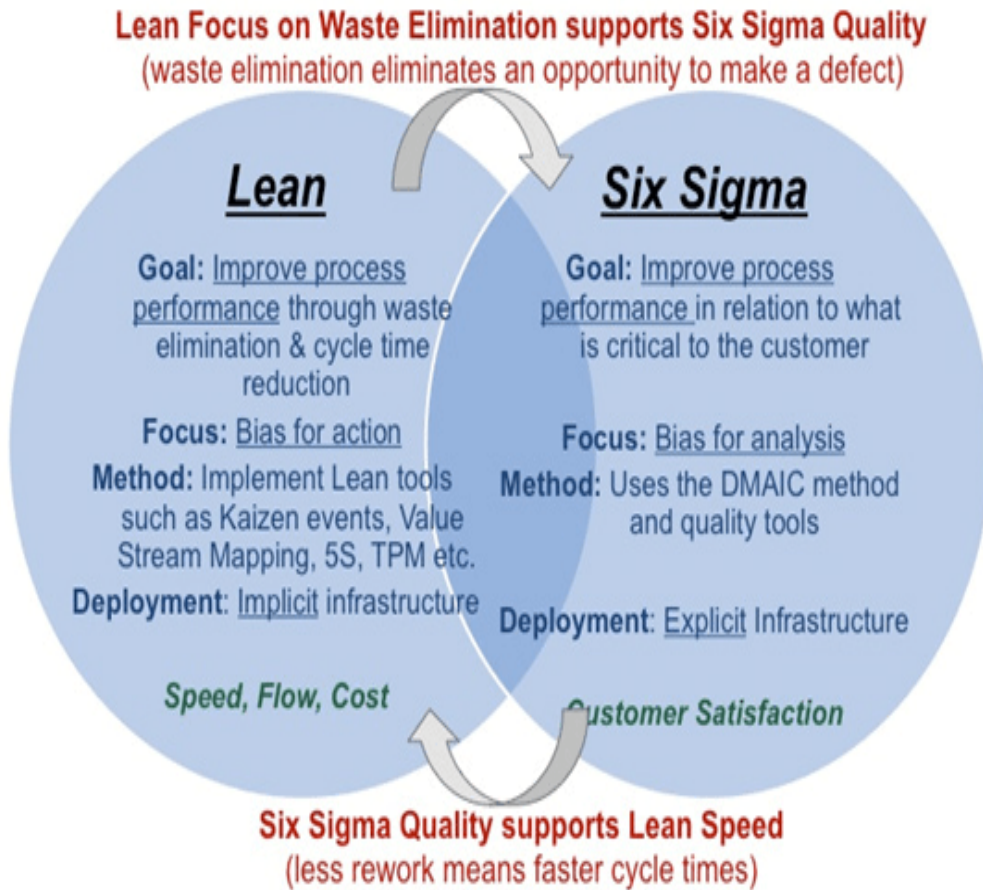 Lean Focus on Waste Elimination supports Six Sigma Quality
(waste elimination eliminates an opportunity to make a defect)
Lean
Goal: Improve process
performance through waste
elimination & cycle time
reduction
Focus: Bias for action
Method: Implement Lean tools
such as Kaizen events, Value
Stream Mapping, 5S, TPM etc.
Deployment: Implicit infrastructure
Speed, Flow, Cost
Six Sigma
Goal: Improve process
performance in relation to what
is critical to the customer
Focus: Bias for analysis
Method: Uses the DMAIC method
and quality tools
Deployment: Explicit Infrastructure
Customer Satisfaction
Six Sigma Quality supports Lean Speed
(less rework means faster cycle times)